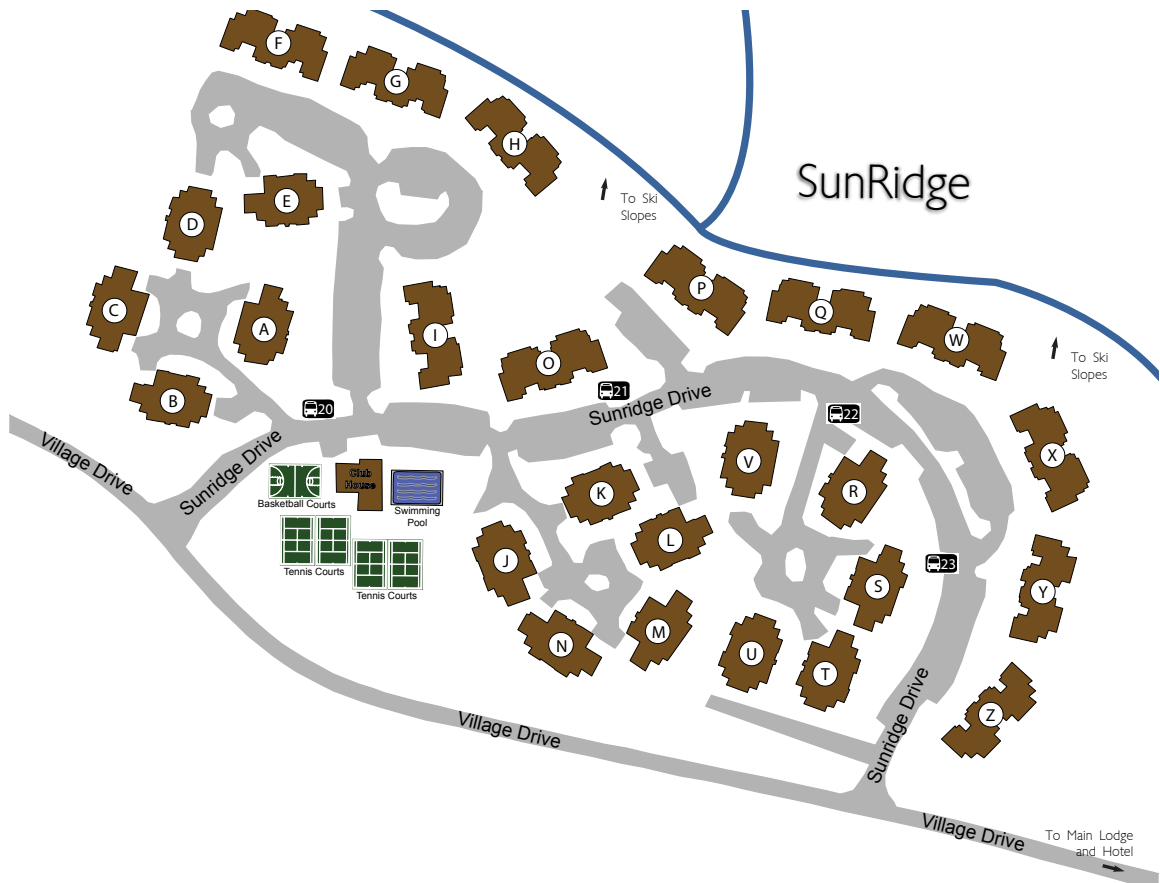 F
G
H
SunRidge
To Ski
Slopes
E
D
P
C
Q
A
I
W
To Ski
Slopes
O
B
21
Sunridge Drive
20
22
Village Drive
Sunridge Drive
Club
House
Basketball Courts
Swimming
Pool
V
X
R
K
L
J
Tennis Courts
Tennis Courts
23
S
Y
N
M
U
T
Z
Sunridge Drive
Village Drive
Village Drive
To Main Lodge
and Hotel